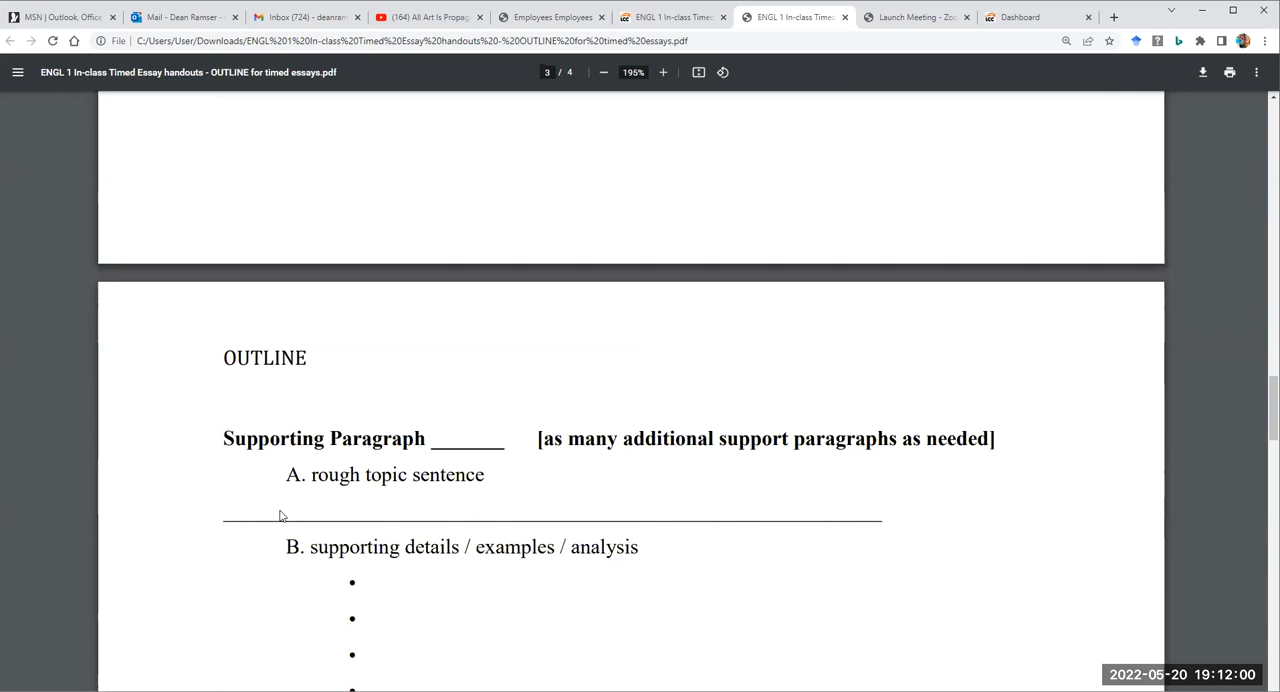 MSN | Outlook, Office
Mail - Dean Ramser -
Inbox (724) - deanram
(164) All Art Is Propag
Employees Employees
ENGL 1 In-class Timed
ENGL 1 In-class Timed
Launch Meeting - Zoo
Dashboard
File C:/Users/User/Downloads/ENGL%201%20In-class%20Timed%20Essay%20handouts%20-%20OUTLINE%20for%20timed%20essays.pdf
ENGL 1 In-class Timed Essay handouts - OUTLINE for timed essays.pdf
3 / 4
195%
OUTLINE
Supporting Paragraph _______ [as many additional support paragraphs as needed]
A. rough topic sentence
B. supporting details / examples / analysis
•
•
•
•
2022-05-20 19:12:00